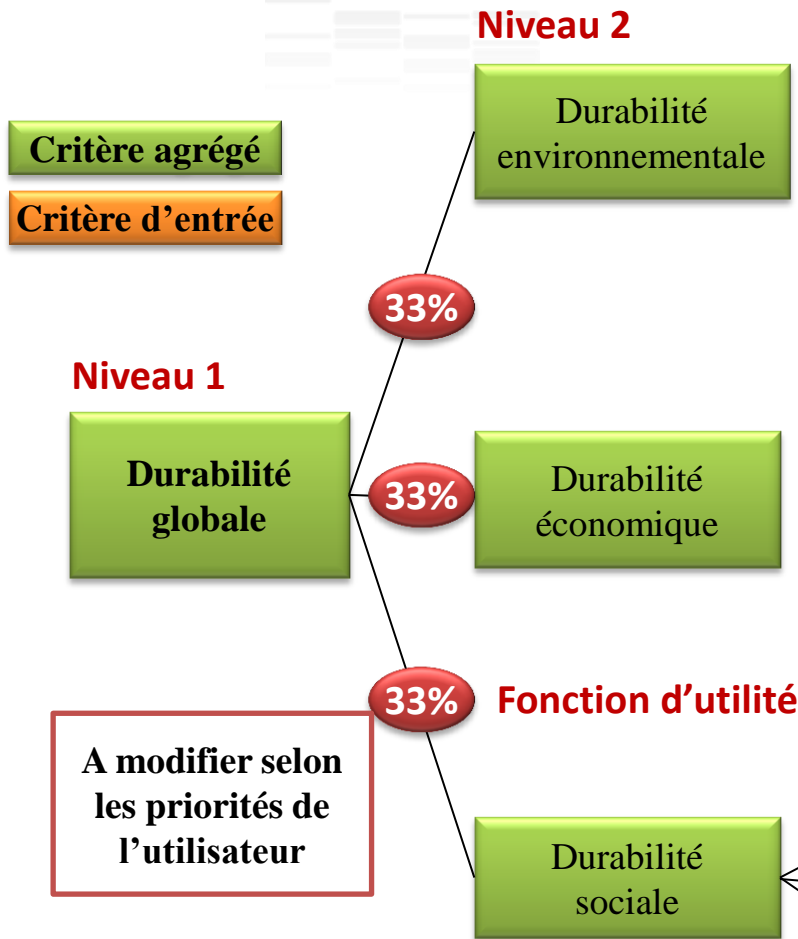 Niveau 2
Durabilité
environnementale
Critère agrégé
Critère d’entrée
33%
Niveau 1
Durabilité
globale
33%
Durabilité
économique
33%
Fonction d’utilité
A modifier selon
les priorités de
l’utilisateur
Durabilité
sociale